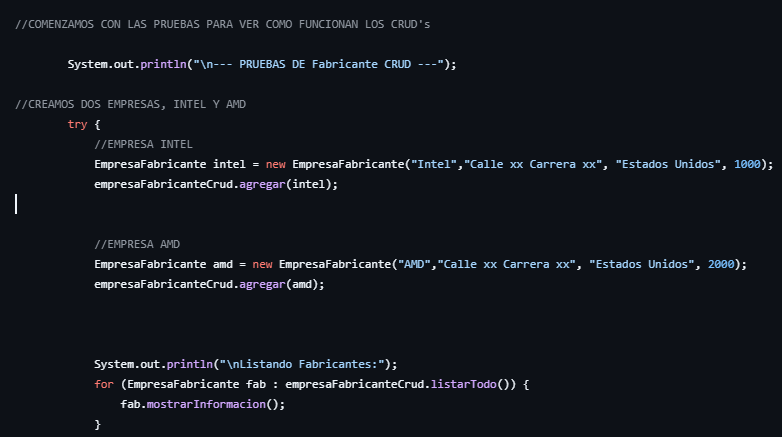 //COMENZAMOS CON LAS PRUEBAS PARA VER COMO FUNCIONAN LOS CRUD's
System.out.println("\n--- PRUEBAS DE Fabricante CRUD ---");
//CREAMOS DOS EMPRESAS, INTEL Y AMD
try {
//EMPRESA INTEL
EmpresaFabricante intel = new EmpresaFabricante("Intel","Calle xx Carrera xx", "Estados Unidos", 1000);
empresaFabricanteCrud.agregar(intel);
//EMPRESA AMD
EmpresaFabricante amd = new EmpresaFabricante("AMD","Calle xx Carrera xx", "Estados Unidos", 2000);
empresaFabricanteCrud.agregar(amd);
System.out.println("\nListando Fabricantes:");
for (EmpresaFabricante fab : empresaFabricanteCrud.listarTodo()) {
fab.mostrarInformacion();
}